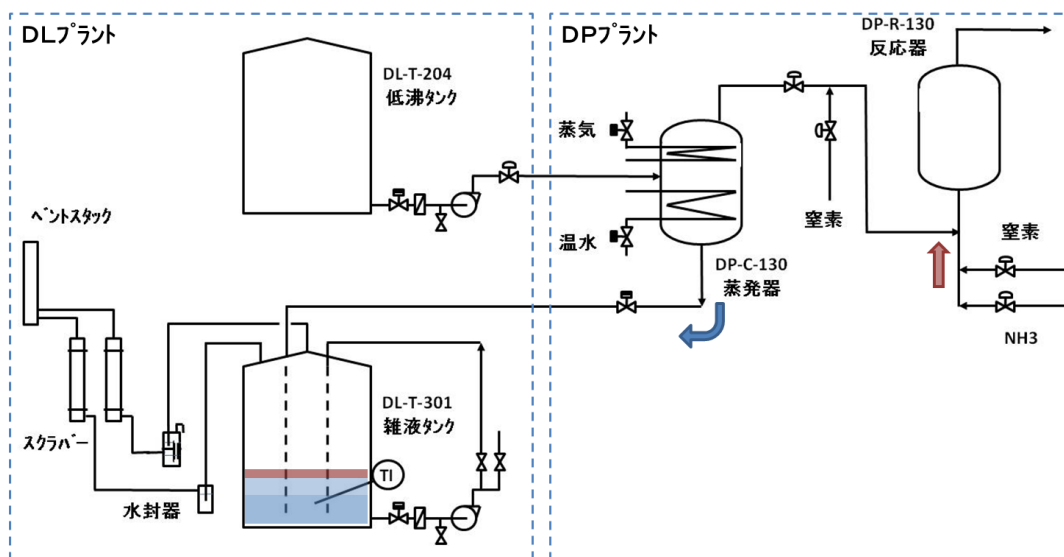 DLﾌﾟﾗﾝﾄ
DL-T-204
低沸タンク
ﾍﾞﾝﾄｽﾀｯｸ
ｽｸﾗﾊﾞｰ
水封器
DL-T-301
雑液タンク
TI
DPﾌﾟﾗﾝﾄ
DP-R-130
反応器
蒸気
温水
窒素
DP-C-130
蒸発器
窒素
NH3